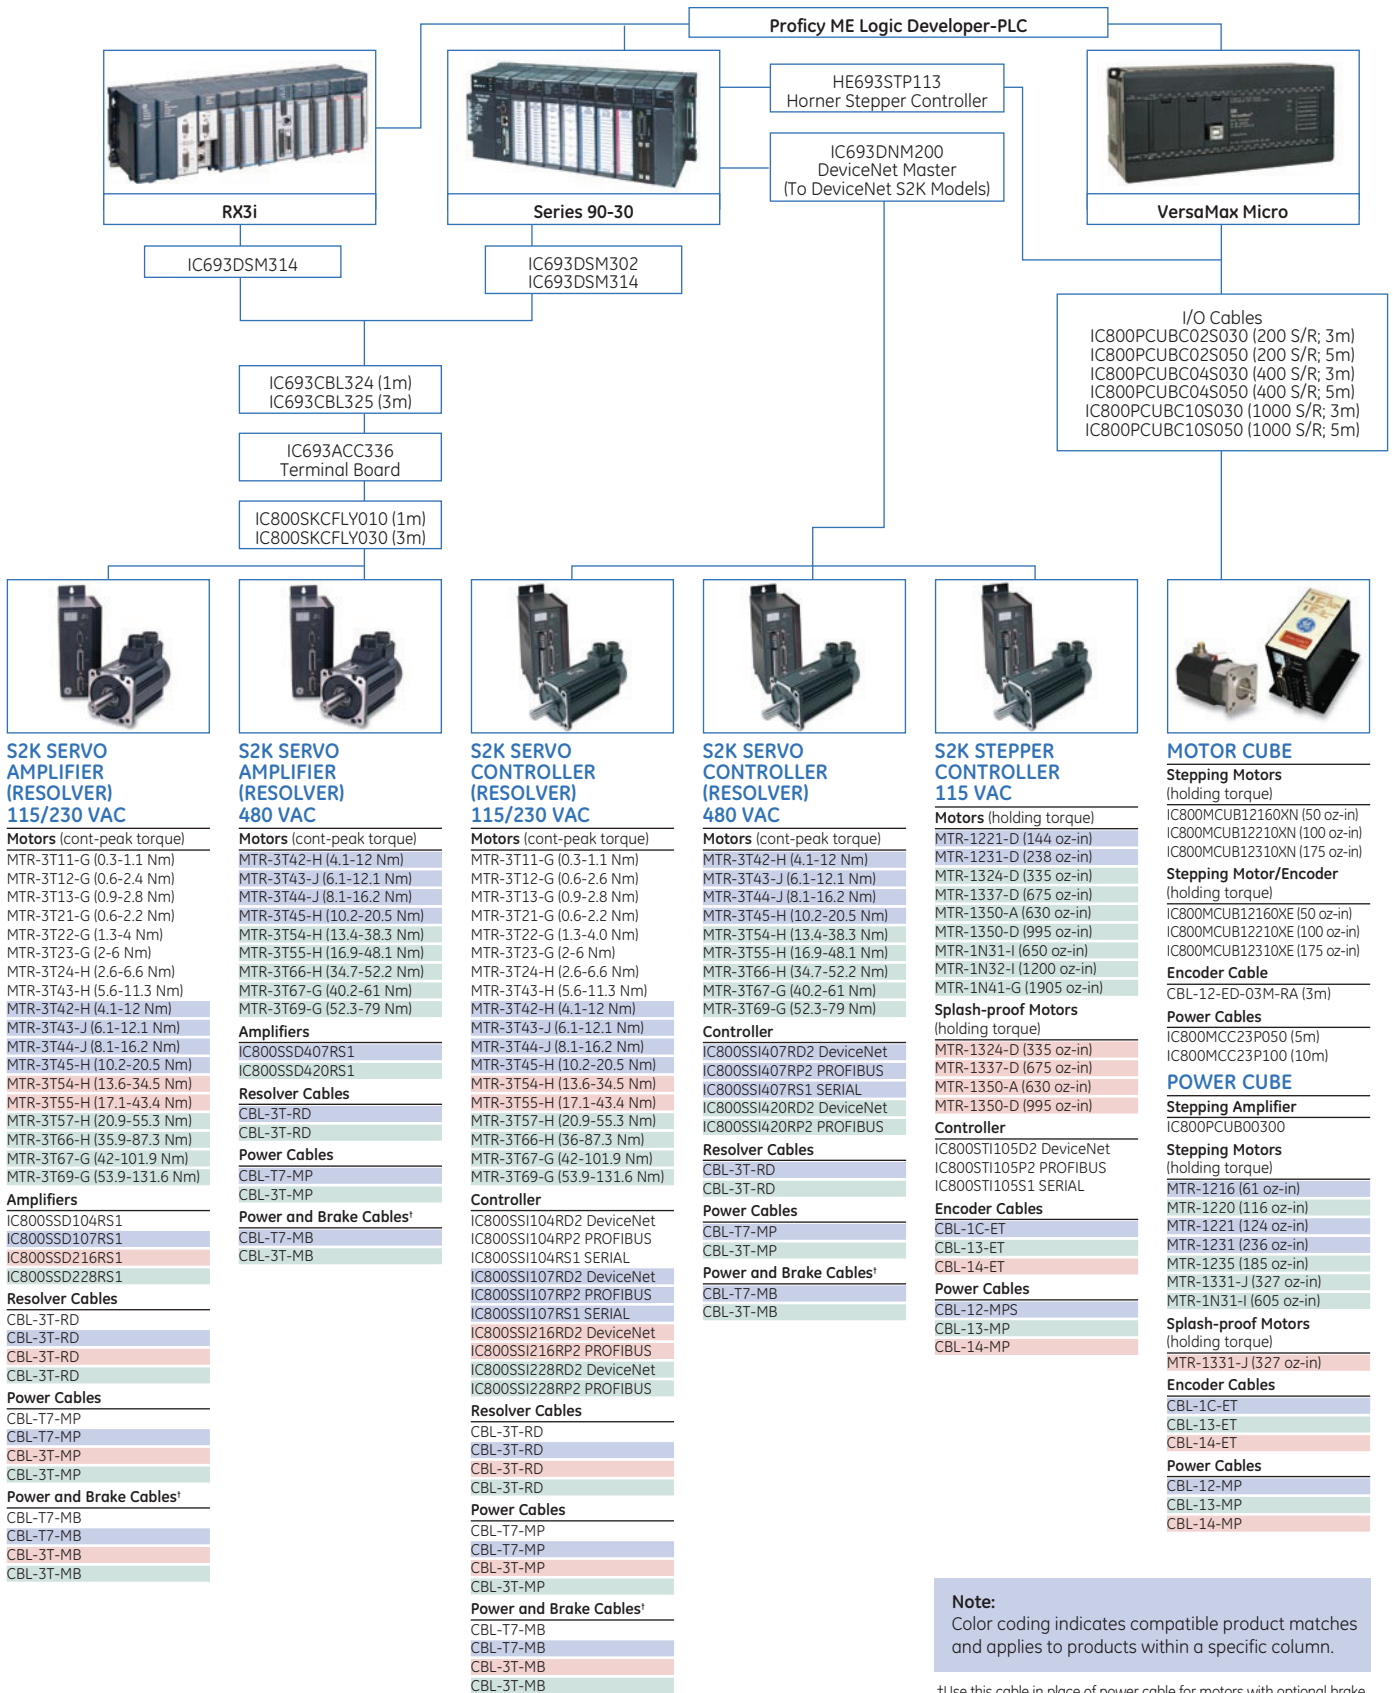 Proficy ME Logic Developer-PLC
RX3i
Series 90-30
HE693STP113
Horner Stepper Controller
IC693DNM200
DeviceNet Master
(To DeviceNet S2K Models)
VersaMax Micro
IC693DSM314
IC693DSM302
IC693DSM314
I/O Cables
IC800PCUBC02S030 (200 S/R; 3m)
IC800PCUBC02S050 (200 S/R; 5m)
IC800PCUBC04S030 (400 S/R; 3m)
IC800PCUBC04S050 (400 S/R; 5m)
IC800PCUBC10S030 (1000 S/R; 3m)
IC800PCUBC10S050 (1000 S/R; 5m)
IC693CBL324 (1m)
IC693CBL325 (3m)
IC693ACC336
Terminal Board
IC800SKCFLY010 (1m)
IC800SKCFLY030 (3m)
S2K SERVO
AMPLIFIER
(RESOLVER)
115/230 VAC
Motors (cont-peak torque)
MTR-3T11-G (0.3-1.1 Nm)
MTR-3T12-G (0.6-2.4 Nm)
MTR-3T13-G (0.9-2.8 Nm)
MTR-3T21-G (0.6-2.2 Nm)
MTR-3T22-G (1.3-4 Nm)
MTR-3T23-G (2-6 Nm)
MTR-3T24-H (2.6-6.6 Nm)
MTR-3T43-H (5.6-11.3 Nm)
MTR-3T42-H (4.1-12 Nm)
MTR-3T43-J (6.1-12.1 Nm)
MTR-3T44-J (8.1-16.2 Nm)
MTR-3T45-H (10.2-20.5 Nm)
MTR-3T54-H (13.6-34.5 Nm)
MTR-3T55-H (17.1-43.4 Nm)
MTR-3T57-H (20.9-55.3 Nm)
MTR-3T66-H (35.9-87.3 Nm)
MTR-3T67-G (42-101.9 Nm)
MTR-3T69-G (53.9-131.6 Nm)
Amplifiers
IC800SSD104RS1
IC800SSD107RS1
IC800SSD216RS1
IC800SSD228RS1
Resolver Cables
CBL-3T-RD
CBL-3T-RD
CBL-3T-RD
CBL-3T-RD
Power Cables
CBL-T7-MP
CBL-T7-MP
CBL-3T-MP
CBL-3T-MP
Power and Brake Cables†
CBL-T7-MB
CBL-T7-MB
CBL-3T-MB
CBL-3T-MB
S2K SERVO
AMPLIFIER
(RESOLVER)
480 VAC
Motors (cont-peak torque)
MTR-3T42-H (4.1-12 Nm)
MTR-3T43-J (6.1-12.1 Nm)
MTR-3T44-J (8.1-16.2 Nm)
MTR-3T45-H (10.2-20.5 Nm)
MTR-3T54-H (13.4-38.3 Nm)
MTR-3T55-H (16.9-48.1 Nm)
MTR-3T66-H (34.7-52.2 Nm)
MTR-3T67-G (40.2-61 Nm)
MTR-3T69-G (52.3-79 Nm)
Amplifiers
IC800SSD407RS1
IC800SSD420RS1
Resolver Cables
CBL-3T-RD
CBL-3T-RD
Power Cables
CBL-T7-MP
CBL-3T-MP
Power and Brake Cables†
CBL-T7-MB
CBL-3T-MB
S2K SERVO
CONTROLLER
(RESOLVER)
115/230 VAC
Motors (cont-peak torque)
MTR-3T11-G (0.3-1.1 Nm)
MTR-3T12-G (0.6-2.6 Nm)
MTR-3T13-G (0.9-2.8 Nm)
MTR-3T21-G (0.6-2.2 Nm)
MTR-3T22-G (1.3-4.0 Nm)
MTR-3T23-G (2-6 Nm)
MTR-3T24-H (2.6-6.6 Nm)
MTR-3T43-H (5.6-11.3 Nm)
MTR-3T42-H (4.1-12 Nm)
MTR-3T43-J (6.1-12.1 Nm)
MTR-3T44-J (8.1-16.2 Nm)
MTR-3T45-H (10.2-20.5 Nm)
MTR-3T54-H (13.6-34.5 Nm)
MTR-3T55-H (17.1-43.4 Nm)
MTR-3T57-H (20.9-55.3 Nm)
MTR-3T66-H (36-87.3 Nm)
MTR-3T67-G (42-101.9 Nm)
MTR-3T69-G (53.9-131.6 Nm)
Controller
IC800SSI104RD2 DeviceNet
IC800SSI104RP2 PROFIBUS
IC800SSI104RS1 SERIAL
IC800SSI107RD2 DeviceNet
IC800SSI107RP2 PROFIBUS
IC800SSI107RS1 SERIAL
IC800SSI216RD2 DeviceNet
IC800SSI216RP2 PROFIBUS
IC800SSI228RD2 DeviceNet
IC800SSI228RP2 PROFIBUS
Resolver Cables
CBL-3T-RD
CBL-3T-RD
CBL-3T-RD
CBL-3T-RD
Power Cables
CBL-T7-MP
CBL-T7-MP
CBL-3T-MP
CBL-3T-MP
Power and Brake Cables†
CBL-T7-MB
CBL-T7-MB
CBL-3T-MB
CBL-3T-MB
S2K SERVO
CONTROLLER
(RESOLVER)
480 VAC
Motors (cont-peak torque)
MTR-3T42-H (4.1-12 Nm)
MTR-3T43-J (6.1-12.1 Nm)
MTR-3T44-J (8.1-16.2 Nm)
MTR-3T45-H (10.2-20.5 Nm)
MTR-3T54-H (13.4-38.3 Nm)
MTR-3T55-H (16.9-48.1 Nm)
MTR-3T66-H (34.7-52.2 Nm)
MTR-3T67-G (40.2-61 Nm)
MTR-3T69-G (52.3-79 Nm)
Controller
IC800SSI407RD2 DeviceNet
IC800SSI407RP2 PROFIBUS
IC800SSI407RS1 SERIAL
IC800SSI420RD2 DeviceNet
IC800SSI420RP2 PROFIBUS
Resolver Cables
CBL-3T-RD
CBL-3T-RD
Power Cables
CBL-T7-MP
CBL-3T-MP
Power and Brake Cables†
CBL-T7-MB
CBL-3T-MB
S2K STEPPER
CONTROLLER
115 VAC
Motors (holding torque)
MTR-1221-D (144 oz-in)
MTR-1231-D (238 oz-in)
MTR-1324-D (335 oz-in)
MTR-1337-D (675 oz-in)
MTR-1350-A (630 oz-in)
MTR-1350-D (995 oz-in)
MTR-1N31-I (650 oz-in)
MTR-1N32-I (1200 oz-in)
MTR-1N41-G (1905 oz-in)
Splash-proof Motors
(holding torque)
MTR-1324-D (335 oz-in)
MTR-1337-D (675 oz-in)
MTR-1350-A (630 oz-in)
MTR-1350-D (995 oz-in)
Controller
IC800STI105D2 DeviceNet
IC800STI105P2 PROFIBUS
IC800STI105S1 SERIAL
Encoder Cables
CBL-1C-ET
CBL-13-ET
CBL-14-ET
Power Cables
CBL-12-MPS
CBL-13-MP
CBL-14-MP
MOTOR CUBE
Stepping Motors
(holding torque)
IC800MCUB12160XN (50 oz-in)
IC800MCUB12210XN (100 oz-in)
IC800MCUB12310XN (175 oz-in)
Stepping Motor/Encoder
(holding torque)
IC800MCUB12160XE (50 oz-in)
IC800MCUB12210XE (100 oz-in)
IC800MCUB12310XE (175 oz-in)
Encoder Cable
CBL-12-ED-03M-RA (3m)
Power Cables
IC800MCC23P050 (5m)
IC800MCC23P100 (10m)
POWER CUBE
Stepping Amplifier
IC800PCUB00300
Stepping Motors
(holding torque)
MTR-1216 (61 oz-in)
MTR-1220 (116 oz-in)
MTR-1221 (124 oz-in)
MTR-1231 (236 oz-in)
MTR-1235 (185 oz-in)
MTR-1331-J (327 oz-in)
MTR-1N31-I (605 oz-in)
Splash-proof Motors
(holding torque)
MTR-1331-J (327 oz-in)
Encoder Cables
CBL-1C-ET
CBL-13-ET
CBL-14-ET
Power Cables
CBL-12-MP
CBL-13-MP
CBL-14-MP
Note:
Color coding indicates compatible product matches
and applies to products within a specific column.
†Use this cable in place of power cable for motors with optional brake